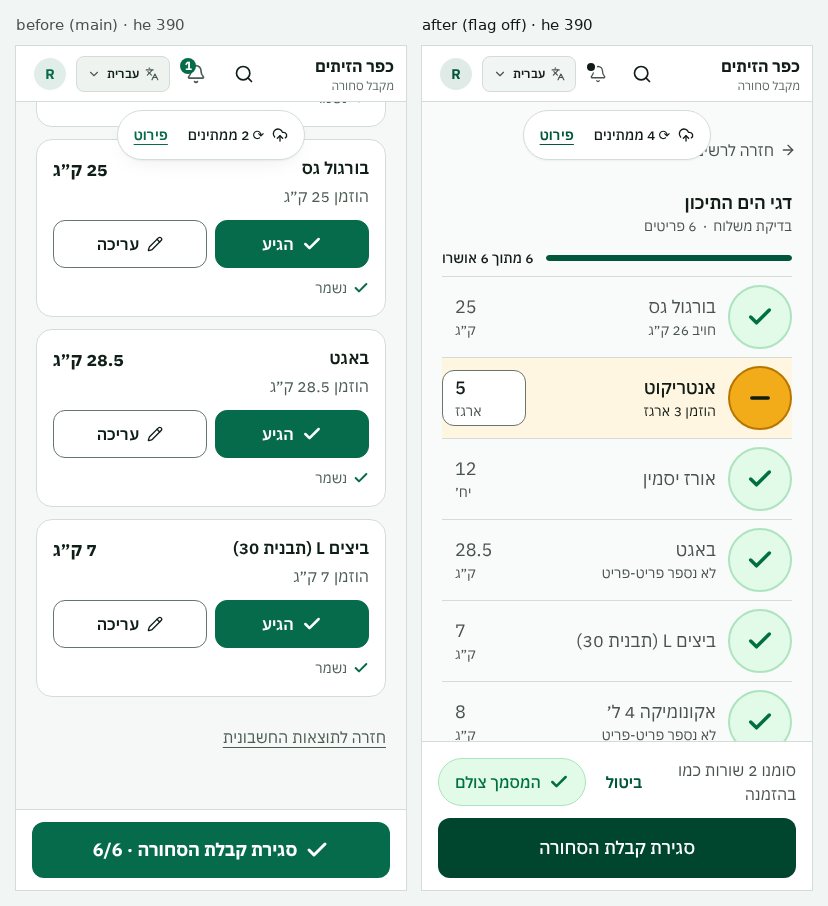 before (main) · he 390
כפר הזיתים
מקבל סחורה
1
עברית
R
⟳ 2 ממתינים
פירוט
בורגול גס
25 ק״ג
הוזמן 25 ק״ג
הגיע
עריכה
נשמר
באגט
28.5 ק״ג
הוזמן 28.5 ק״ג
הגיע
עריכה
נשמר
ביצים L (תבנית 30)
7 ק״ג
הוזמן 7 ק״ג
הגיע
עריכה
נשמר
חזרה לתוצאות החשבונית
סגירת קבלת הסחורה · 6/6
after (flag off) · he 390
כפר הזיתים
מקבל סחורה
עברית
R
⟳ 4 ממתינים
פירוט
חזרה
דגי הים התיכון
בדיקת משלוח · 6 פריטים
6 מתוך 6 אושרו
בורגול גס
חויב 26 ק״ג
25
ק״ג
אנטריקוט
הוזמן 3 ארגז
5
ארגז
אורז יסמין
12
יח׳
באגט
לא נספר פריט-פריט
28.5
ק״ג
ביצים L (תבנית 30)
7
ק״ג
אקונומיקה 4 ל׳
לא נספר פריט-פריט
8
ק״ג
סומנו 2 שורות כמו
בהזמנה
ביטול
המסמך צולם
סגירת קבלת הסחורה